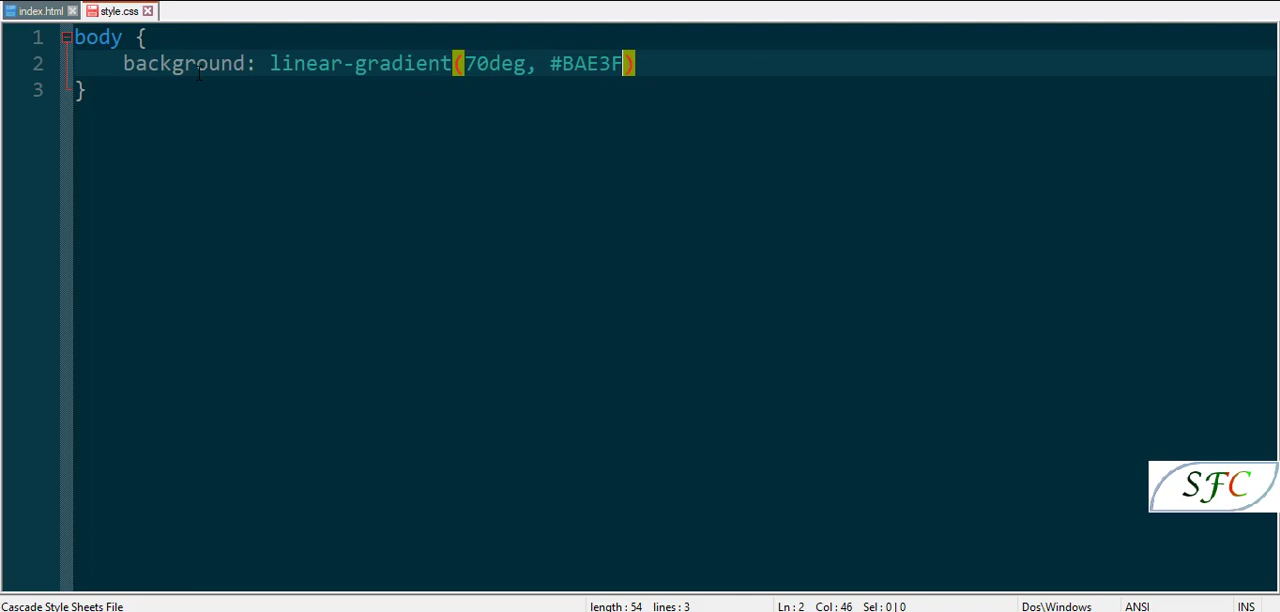 index.html style.css
1 body {
2 background: linear-gradient(70deg, #BAE3F)
3 }
SFC
Cascade Style Sheets File length : 54 lines : 3 Ln : 2 Col : 46 Sel : 0 | 0 Dos\Windows ANSI INS